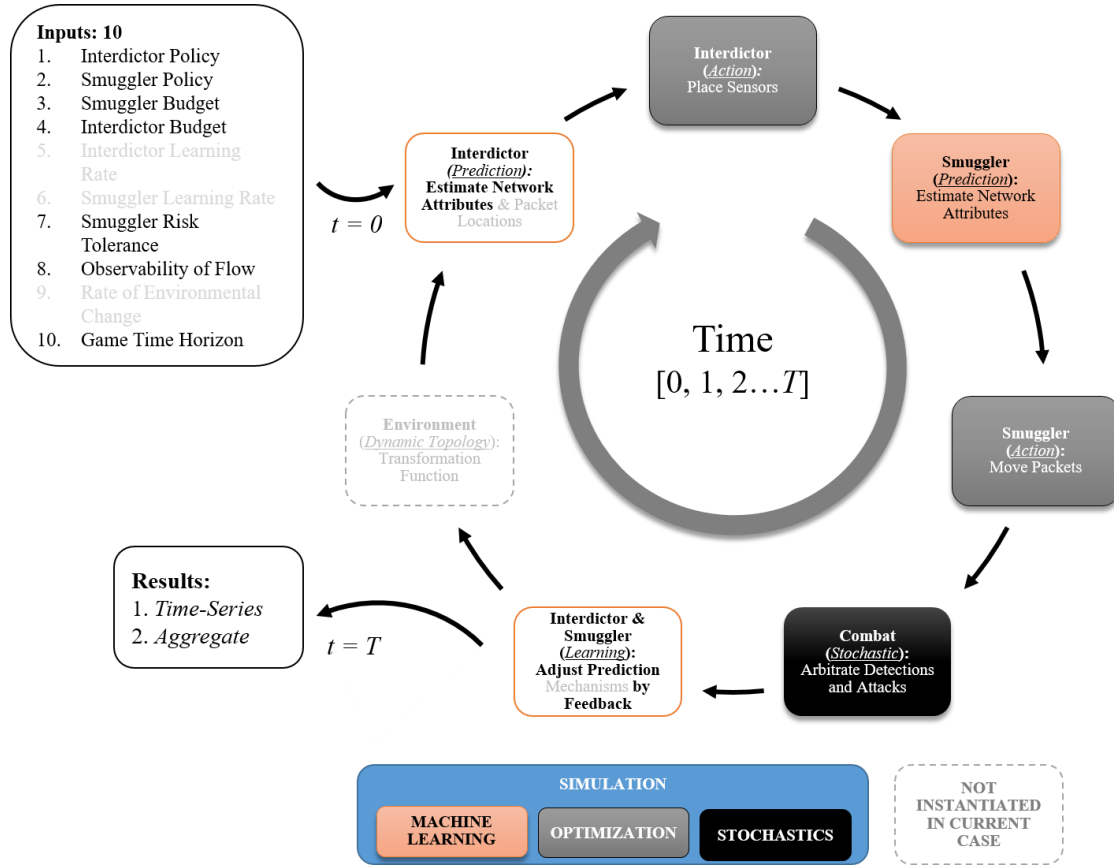 Inputs: 10
1. Interdictor Policy
2. Smuggler Policy
3. Smuggler Budget
4. Interdictor Budget
5. Interdictor Learning
Rate
6. Smuggler Learning Rate
7. Smuggler Risk
Tolerance
8. Observability of Flow
9. Rate of Environmental
Change
10. Game Time Horizon
t = 0
Interdictor
(Prediction):
Estimate Network
Attributes & Packet
Locations
Interdictor
(Action):
Place Sensors
Smuggler
(Prediction):
Estimate Network
Attributes
Time
[0, 1, 2…T]
Smuggler
(Action):
Move Packets
Environment
(Dynamic Topology):
Transformation
Function
Combat
(Stochastic):
Arbitrate Detections
and Attacks
Interdictor &
Smuggler
(Learning):
Adjust Prediction
Mechanisms by
Feedback
t = T
Results:
1. Time-Series
2. Aggregate
SIMULATION
MACHINE
LEARNING
OPTIMIZATION
STOCHASTICS
NOT
INSTANTIATED
IN CURRENT
CASE